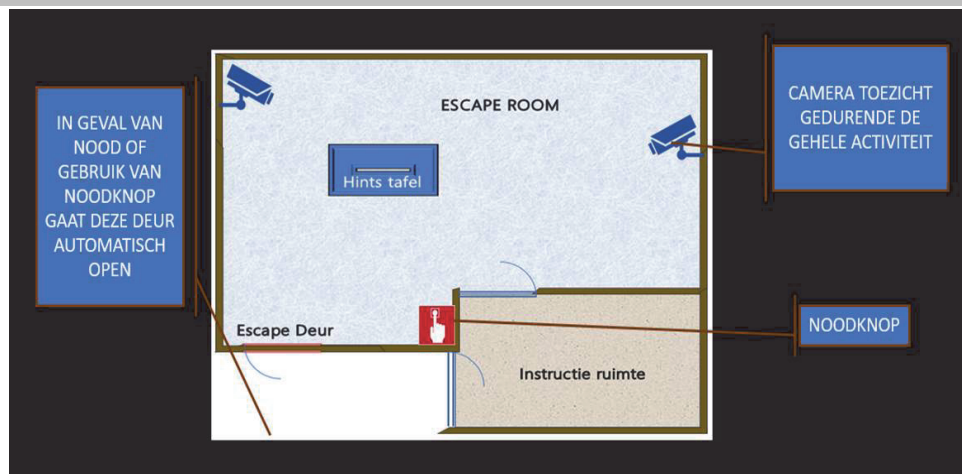 IN GEVAL VAN
NOOD OF
GEBRUIK VAN
NOODKNOP
GAAT DEZE DEUR
AUTOMATISCH
OPEN
ESCAPE ROOM
Hints tafel
Escape Deur
Instructie ruimte
CAMERA TOEZICHT
GEDURENDE DE
GEHELE ACTIVITEIT
NOODKNOP